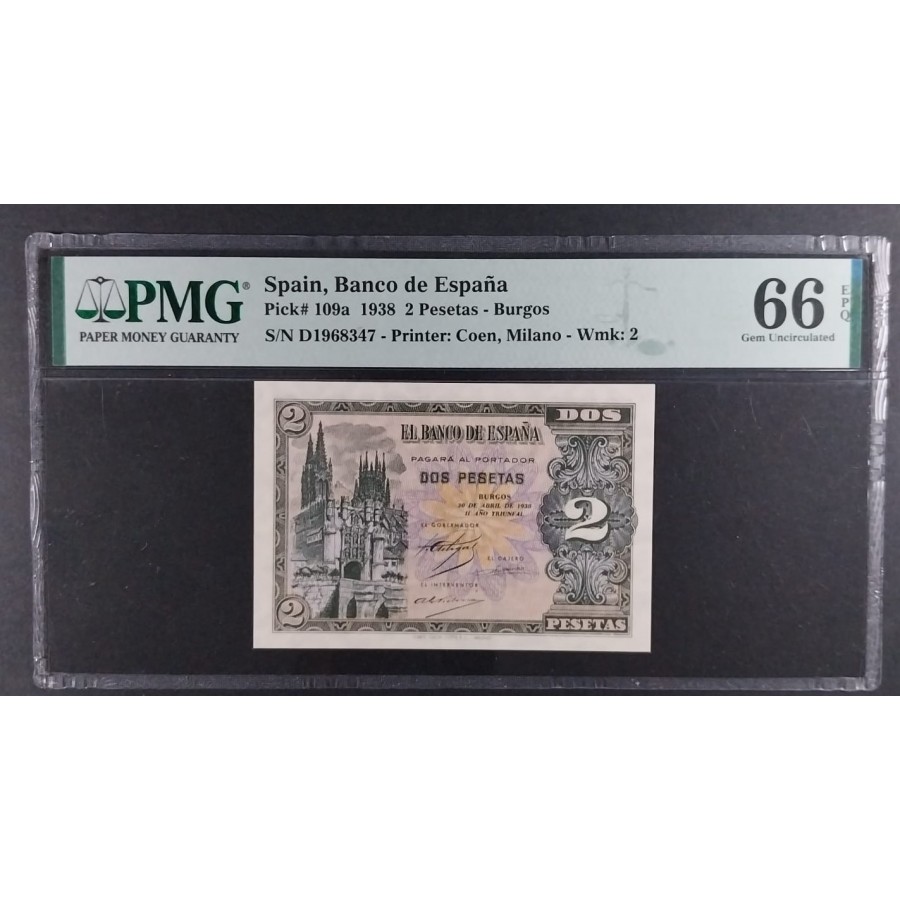 PMG®
PAPER MONEY GUARANTY
Spain, Banco de España
Pick# 109a 1938 2 Pesetas - Burgos
S/N D1968347 - Printer: Coen, Milano - Wmk: 2
66 EPQ
Gem Uncirculated
2
DOS
EL BANCO DE ESPAÑA
PAGARÁ AL PORTADOR
DOS PESETAS
BURGOS
30 DE ABRIL DE 1938
II AÑO TRIUNFAL
EL GOBERNADOR
2
EL CAJERO
EL INTERVENTOR
2
PESETAS